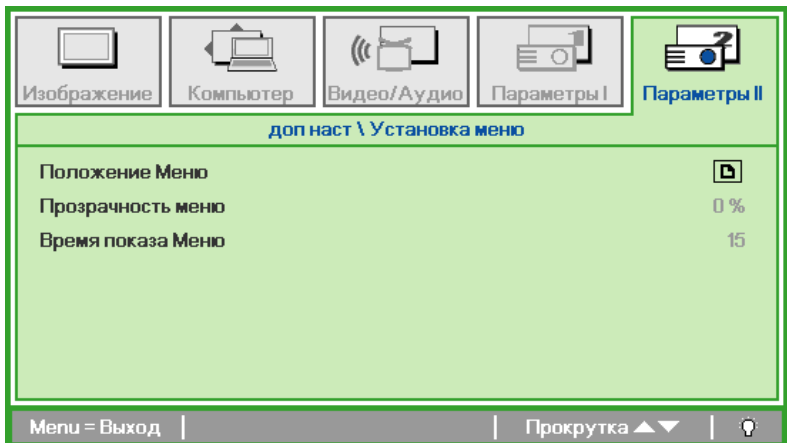 Изображение
Компьютер
Видео/Аудио
Параметры I
Параметры II
доп наст \ Установка меню
Положение Меню
Прозрачность меню 0 %
Время показа Меню 15
Menu = Выход Прокрутка ▲▼